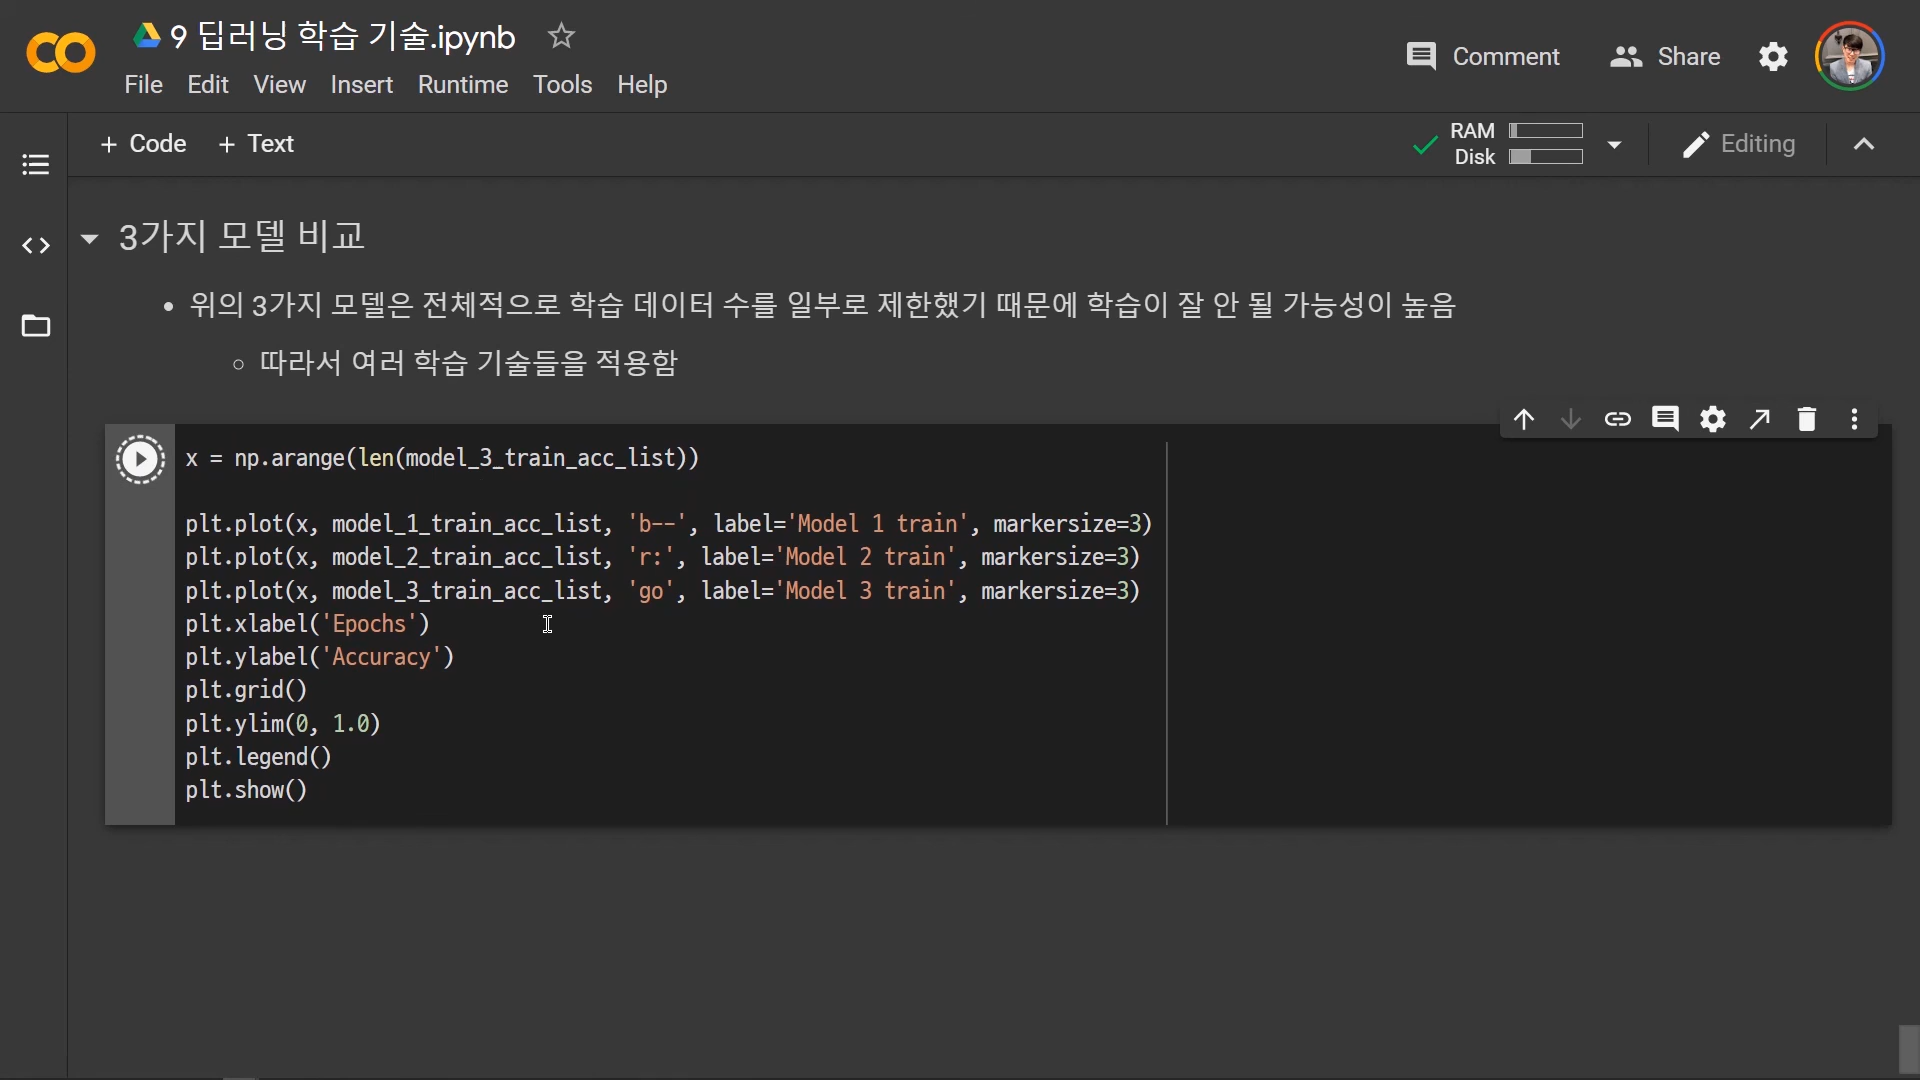 9 딥러닝 학습 기술.ipynb
File Edit View Insert Runtime Tools Help
Comment
Share
+ Code + Text
RAM
Disk
Editing
3가지 모델 비교
• 위의 3가지 모델은 전체적으로 학습 데이터 수를 일부로 제한했기 때문에 학습이 잘 안 될 가능성이 높음
◦ 따라서 여러 학습 기술들을 적용함
x = np.arange(len(model_3_train_acc_list))
plt.plot(x, model_1_train_acc_list, 'b--', label='Model 1 train', markersize=3)
plt.plot(x, model_2_train_acc_list, 'r:', label='Model 2 train', markersize=3)
plt.plot(x, model_3_train_acc_list, 'go', label='Model 3 train', markersize=3)
plt.xlabel('Epochs')
plt.ylabel('Accuracy')
plt.grid()
plt.ylim(0, 1.0)
plt.legend()
plt.show()